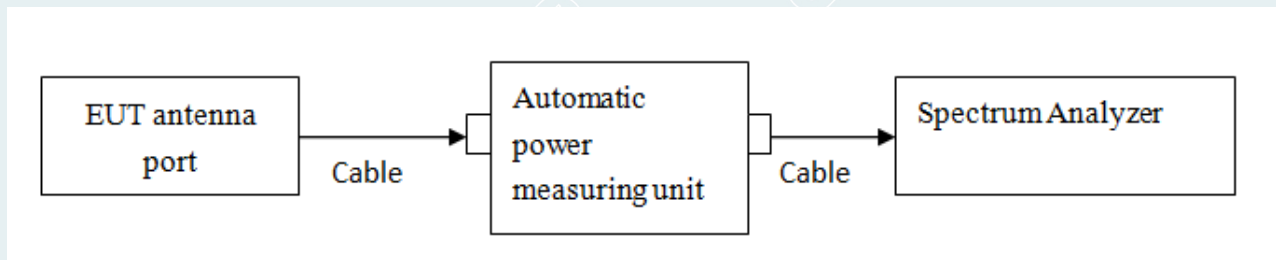 EUT antenna
port
Cable
Automatic
power
measuring unit
Cable
Spectrum Analyzer